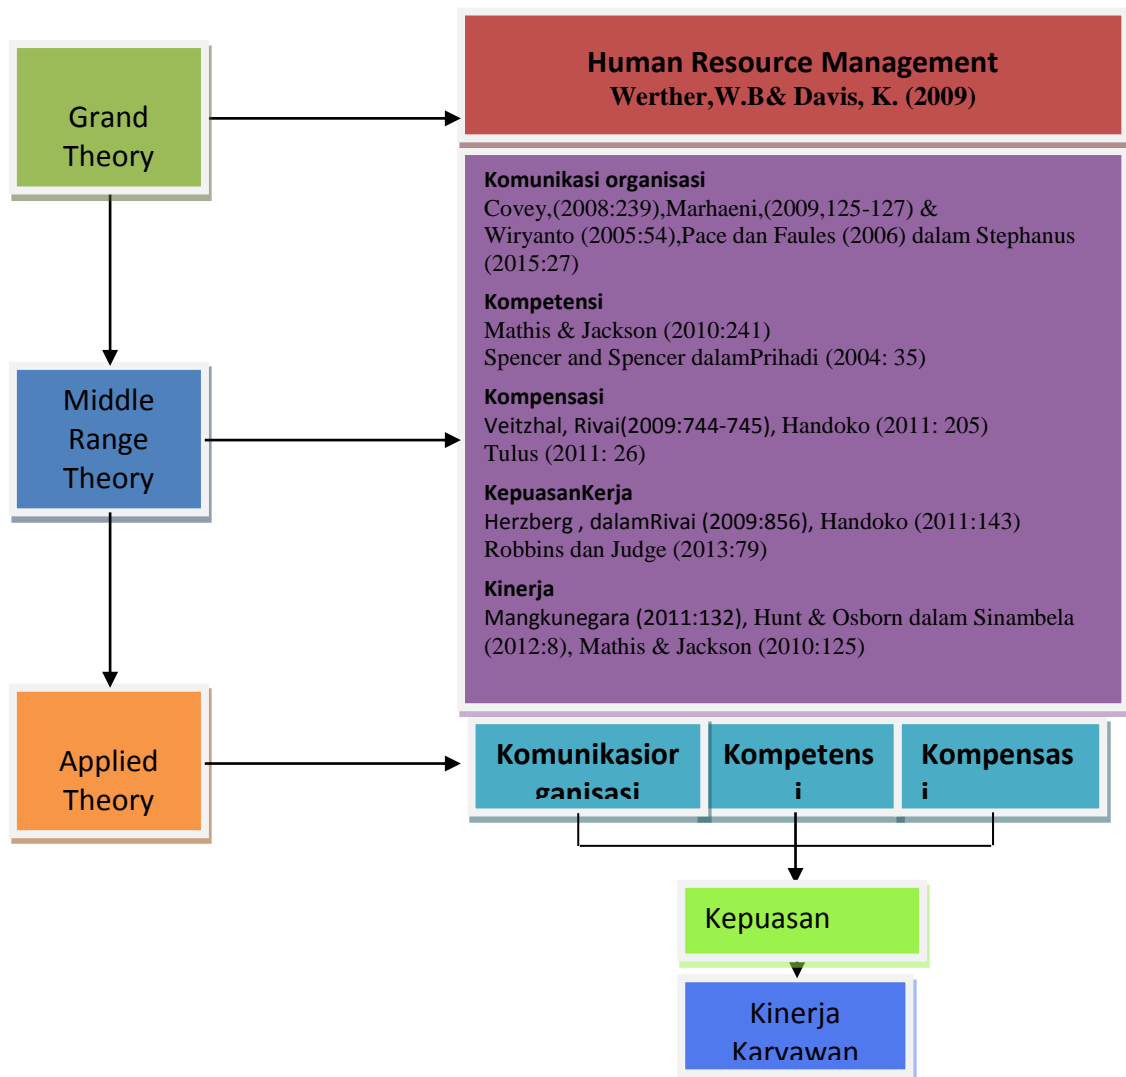 Grand
Theory
Human Resource Management
Werther,W.B& Davis, K. (2009)
Komunikasi organisasi
Covey,(2008:239),Marhaeni,(2009,125-127) &
Wiryanto (2005:54),Pace dan Faules (2006) dalam Stephanus
(2015:27)
Kompetensi
Mathis & Jackson (2010:241)
Spencer and Spencer dalamPrihadi (2004: 35)
Kompensasi
Veitzhal, Rivai(2009:744-745), Handoko (2011: 205)
Tulus (2011: 26)
KepuasanKerja
Herzberg , dalamRivai (2009:856), Handoko (2011:143)
Robbins dan Judge (2013:79)
Kinerja
Mangkunegara (2011:132), Hunt & Osborn dalam Sinambela
(2012:8), Mathis & Jackson (2010:125)
Middle
Range
Theory
Applied
Theory
Komunikasior
ganisasi
Kompetens
i
Kompensas
i
Kepuasan
Kinerja
Karyawan